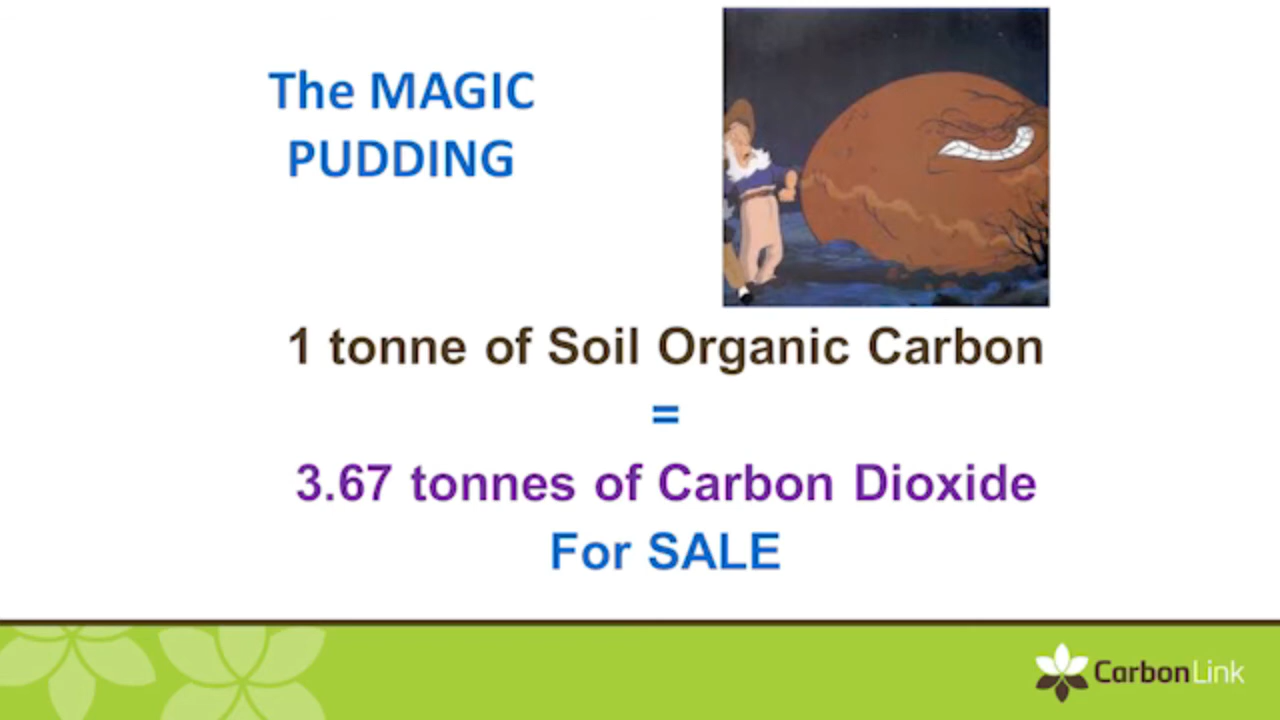 The MAGIC
PUDDING
1 tonne of Soil Organic Carbon
=
3.67 tonnes of Carbon Dioxide
For SALE
CarbonLink